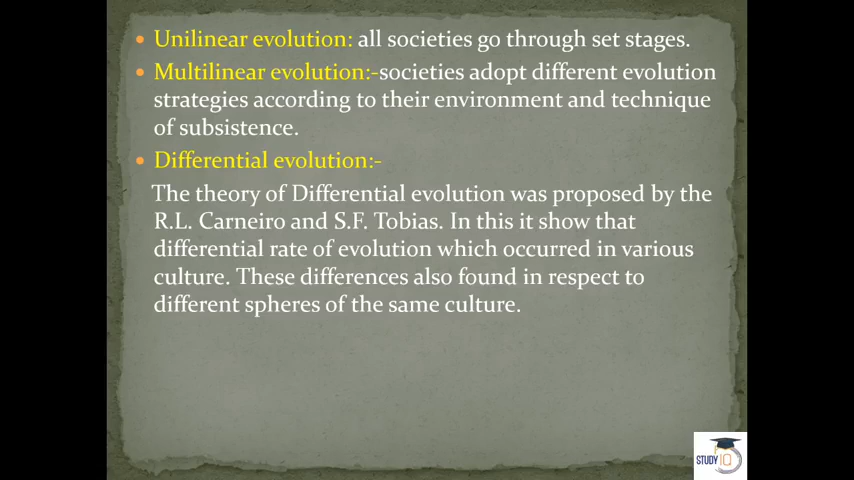 Unilinear evolution: all societies go through set stages.
Multilinear evolution:-societies adopt different evolution
strategies according to their environment and technique
of subsistence.
Differential evolution:-
The theory of Differential evolution was proposed by the
R.L. Carneiro and S.F. Tobias. In this it show that
differential rate of evolution which occurred in various
culture. These differences also found in respect to
different spheres of the same culture.
STUDY IQ